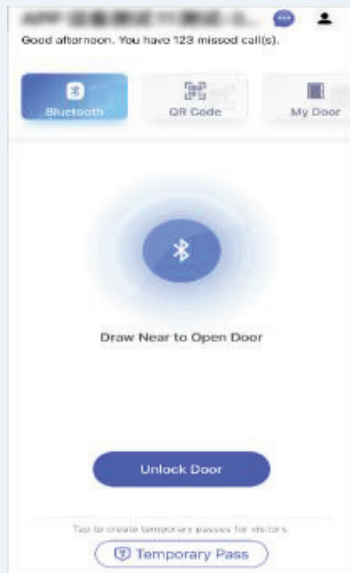 Good afternoon. You have 123 missed call(s).
Bluetooth
QR Code
My Door
Draw Near to Open Door
Unlock Door
Tap to create temporary passes for visitors.
Temporary Pass